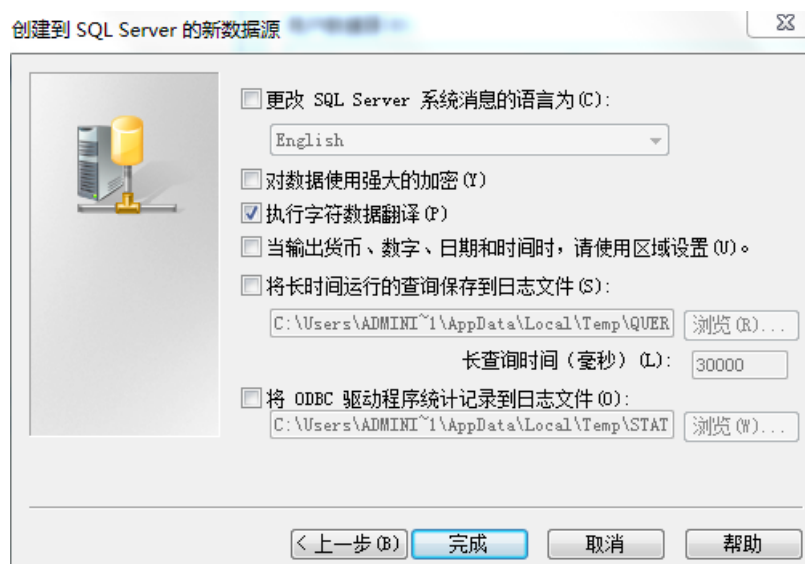 创建到 SQL Server 的新数据源
更改 SQL Server 系统消息的语言为(C):
English
对数据使用强大的加密(Y)
执行字符数据翻译(P)
当输出货币、数字、日期和时间时，请使用区域设置(U)。
将长时间运行的查询保存到日志文件(S):
C:\Users\ADMINI~1\AppData\Local\Temp\QUER 浏览(R)...
长查询时间（毫秒）(L): 30000
将 ODBC 驱动程序统计记录到日志文件(O):
C:\Users\ADMINI~1\AppData\Local\Temp\STAT 浏览(W)...
< 上一步(B) 完成 取消 帮助